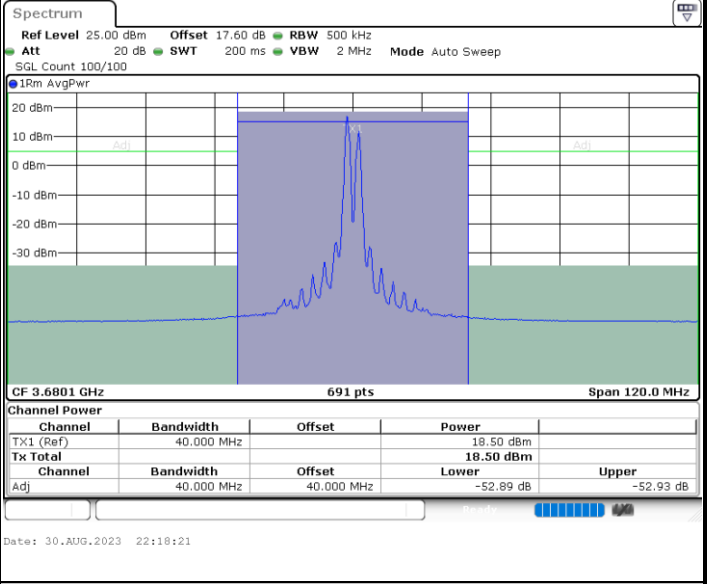 Spectrum
Ref Level 25.00 dBm Offset 17.60 dB RBW 500 kHz
Att 20 dB SWT 200 ms VBW 2 MHz Mode Auto Sweep
SGL Count 100/100
1Rm AvgPwr
20 dBm
TX1
10 dBm
Adj Adj
0 dBm
-10 dBm
-20 dBm
-30 dBm
CF 3.6801 GHz 691 pts Span 120.0 MHz
Channel Power
Channel Bandwidth Offset Power
TX1 (Ref) 40.000 MHz 18.50 dBm
Tx Total 18.50 dBm
Channel Bandwidth Offset Lower Upper
Adj 40.000 MHz 40.000 MHz -52.89 dB -52.93 dB
Ready
Date: 30.AUG.2023 22:18:21